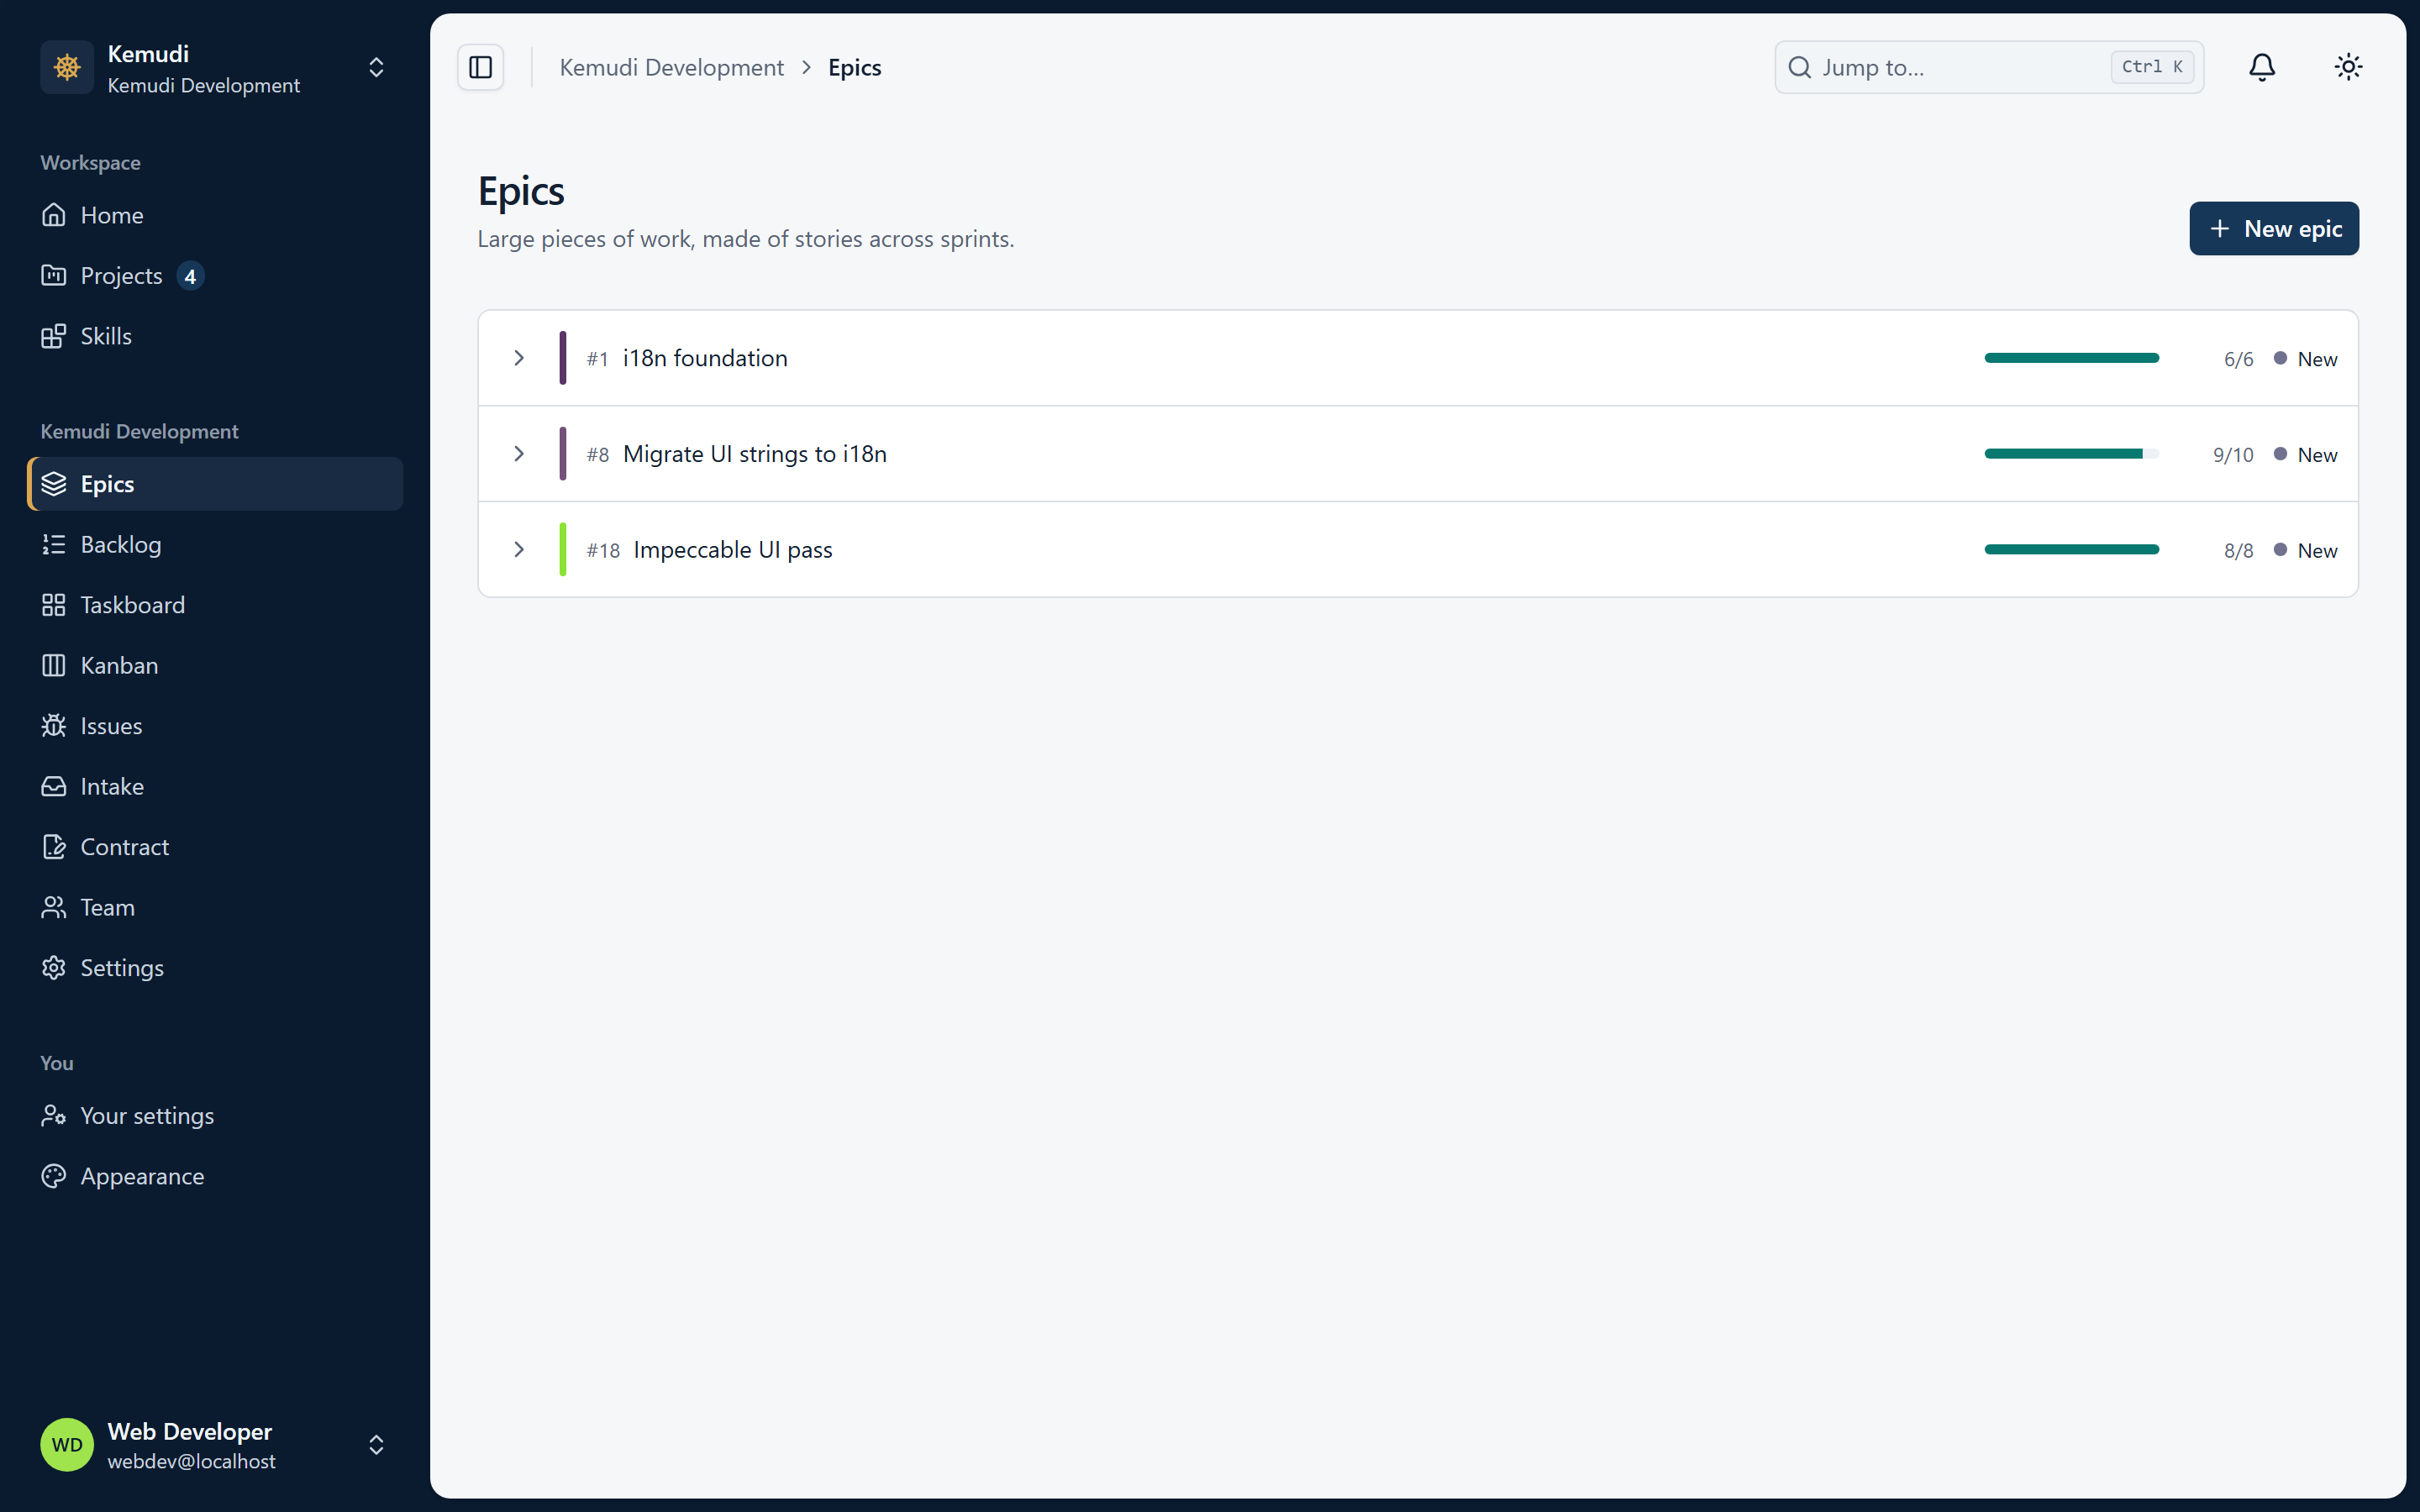 Kemudi
Kemudi Development
Workspace
Home
Projects 4
Skills
Kemudi Development
Epics
Backlog
Taskboard
Kanban
Issues
Intake
Contract
Team
Settings
You
Your settings
Appearance
WD
Web Developer
webdev@localhost
Kemudi Development > Epics
Jump to... Ctrl K
Epics
Large pieces of work, made of stories across sprints.
+ New epic
#1 i18n foundation 6/6 New
#8 Migrate UI strings to i18n 9/10 New
#18 Impeccable UI pass 8/8 New